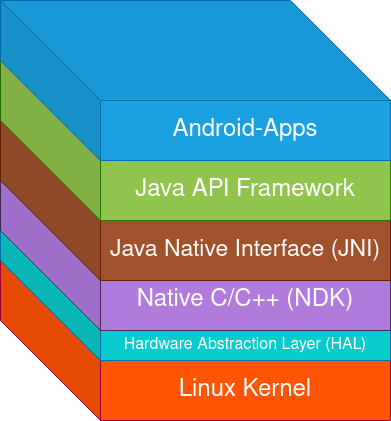 Android-Apps
Java API Framework
Java Native Interface (JNI)
Native C/C++ (NDK)
Hardware Abstraction Layer (HAL)
Linux Kernel